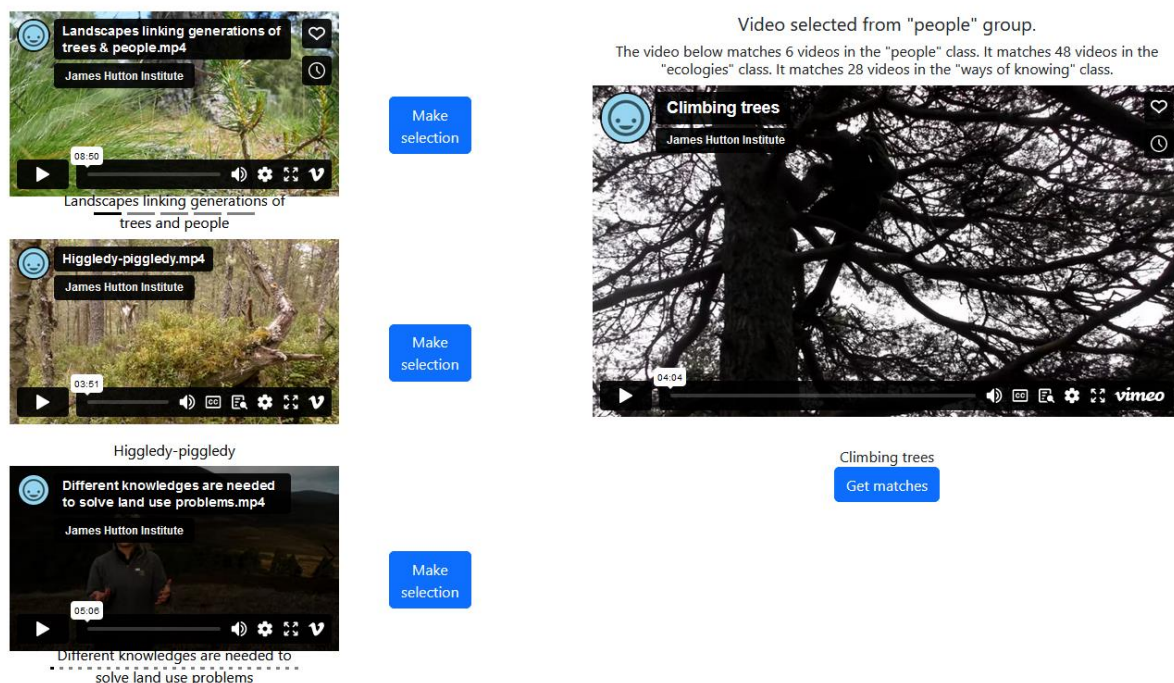 Landscapes linking generations of
trees & people.mp4
James Hutton Institute
08:50
Landscapes linking generations of
trees and people
Make
selection
Higgledy-piggledy.mp4
James Hutton Institute
03:51
CC
Higgledy-piggledy
Make
selection
Different knowledges are needed
to solve land use problems.mp4
James Hutton Institute
05:06
Different knowledges are needed to
solve land use problems
Make
selection
Video selected from "people" group.
The video below matches 6 videos in the "people" class. It matches 48 videos in the
"ecologies" class. It matches 28 videos in the "ways of knowing" class.
Climbing trees
James Hutton Institute
04:04
CC
vimeo
Climbing trees
Get matches